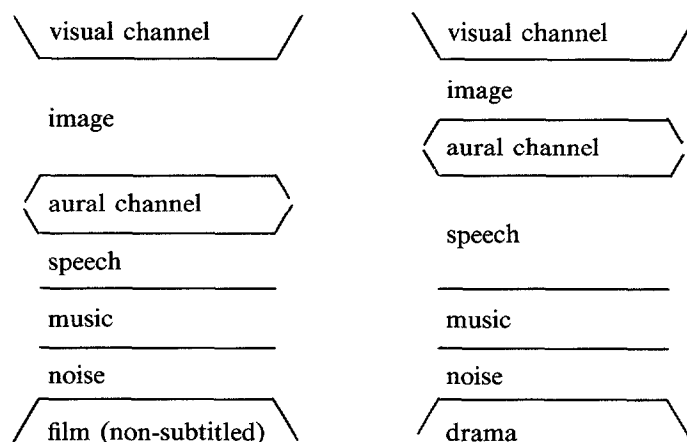 visual channel
image
aural channel
speech
music
noise
film (non-subtitled)
visual channel
image
aural channel
speech
music
noise
drama